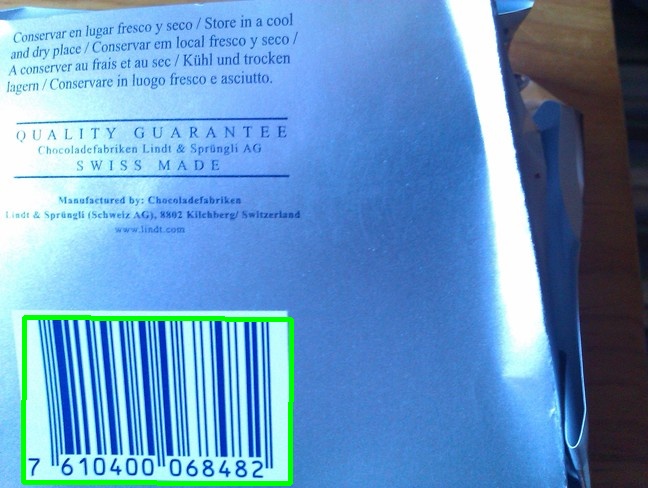 Conservar en lugar fresco y seco / Store in a cool
and dry place / Conservar em local fresco y seco /
A conserver au frais et au sec / Kühl und trocken
lagern / Conservare in luogo fresco e asciutto.
QUALITY GUARANTEE
Chocoladefabriken Lindt & Sprüngli AG
SWISS MADE
Manufactured by: Chocoladefabriken
Lindt & Sprüngli (Schweiz AG), 8802 Kilchberg/ Switzerland
www.lindt.com
7 610400 068482